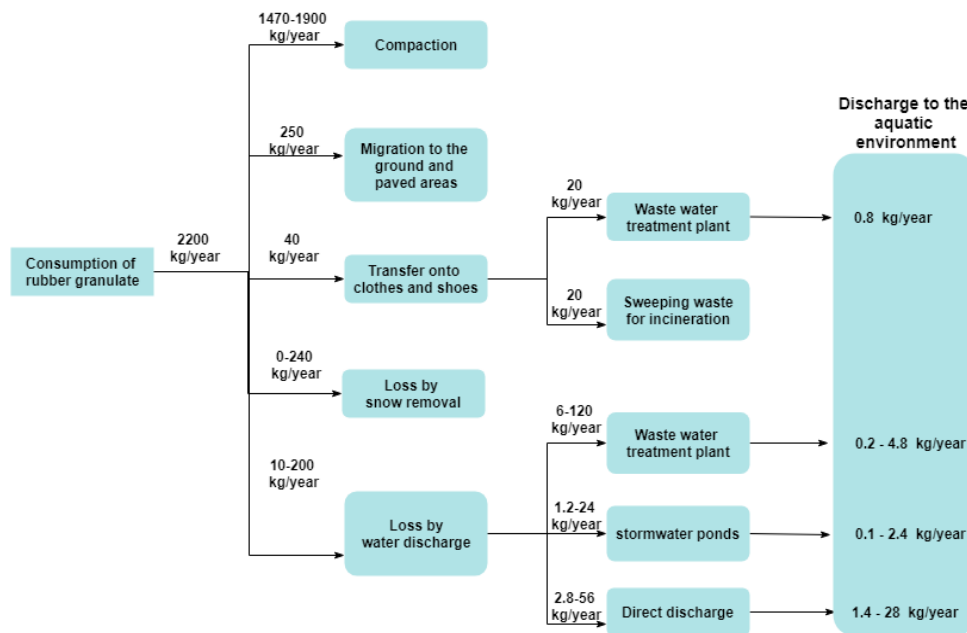 1470-1900
kg/year
Compaction
Discharge to the
aquatic
environment
250
kg/year
Migration to the
ground and
paved areas
20
kg/year
Waste water
treatment plant
0.8 kg/year
2200
kg/year
40
kg/year
Consumption of
rubber granulate
Transfer onto
clothes and shoes
20
kg/year
Sweeping waste
for incineration
0-240
kg/year
Loss by
snow removal
6-120
kg/year
Waste water
treatment plant
0.2 - 4.8 kg/year
10-200
kg/year
Loss by
water discharge
1.2-24
kg/year
stormwater ponds
0.1 - 2.4 kg/year
2.8-56
kg/year
Direct discharge
1.4 - 28 kg/year